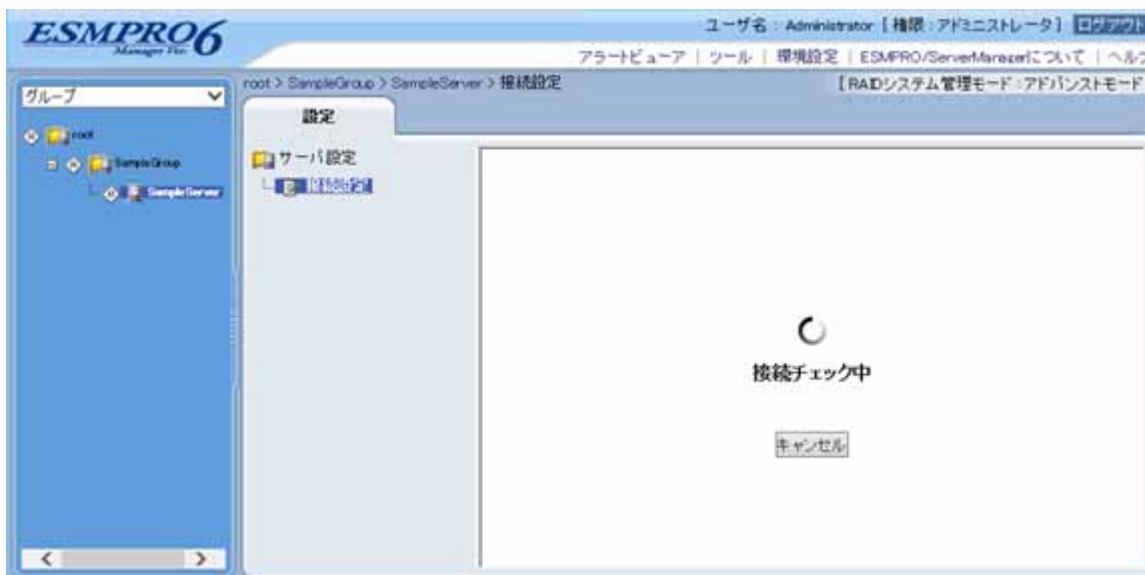 ESMPRO6
Manager Ver.
ユーザ名 : Administrator [ 権限 : アドミニストレータ ] ログアウト
アラートビューア | ツール | 環境設定 | ESMPRO/ServerManagerについて | ヘルプ
グループ
root > SampleGroup > SampleServer > 接続設定
[ RAIDシステム管理モード : アドバンストモード
設定
root
SampleGroup
SampleServer
サーバ設定
接続設定
接続チェック中
キャンセル